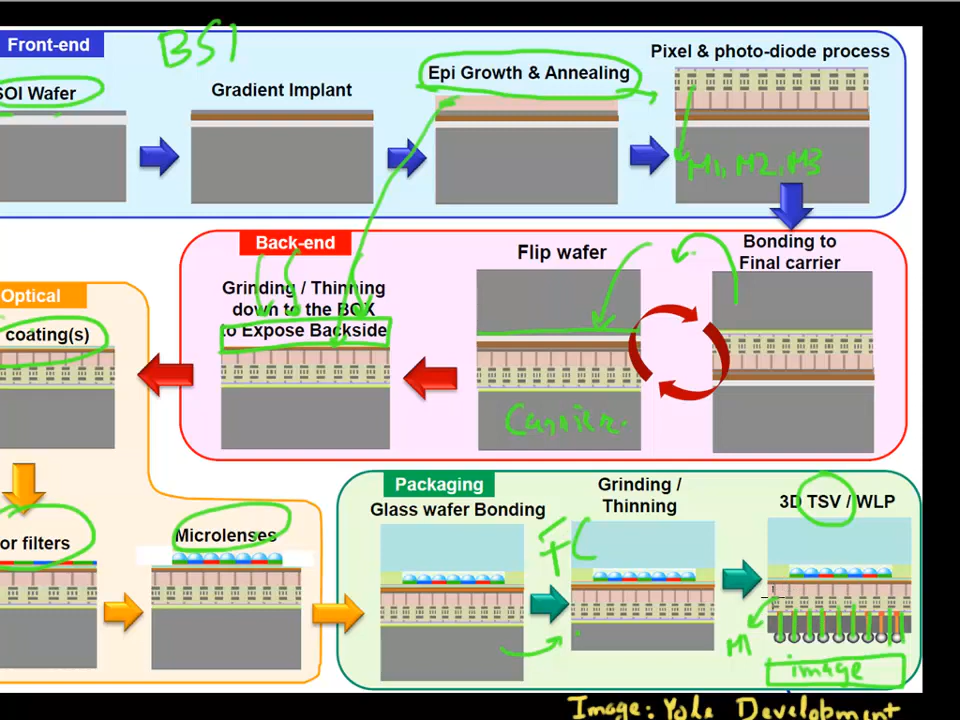 Front-end
BSI
SOI Wafer
Gradient Implant
Epi Growth & Annealing
Pixel & photo-diode process
M1, M2, M3
Back-end
Grinding / Thinning
down to the BOX
to Expose Backside
Flip wafer
Carrier
Bonding to
Final carrier
Optical
coating(s)
or filters
Microlenses
Packaging
Glass wafer Bonding
FC
Grinding /
Thinning
3D TSV / WLP
M1
image
Image: Yole Development